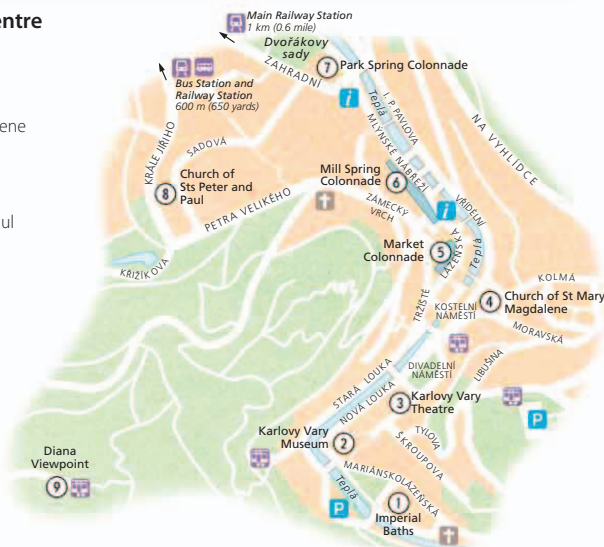 entre
ene
ul
Main Railway Station
1 km (0.6 mile)
Dvořákovy
sady
ZAHRADNÍ
7
Park Spring Colonnade
Bus Station and
Railway Station
600 m (650 yards)
i
Teplá
I. P. PAVLOVA
MLÝNSKÉ NÁBŘEŽÍ
NA VYHLÍDCE
KRÁLE JIŘÍHO
SADOVÁ
Church of
Sts Peter and
Paul
8
PETRA VELIKÉHO
Mill Spring
Colonnade
6
ZÁMECKÝ
VRCH
VŘÍDELNÍ
i
Market
Colonnade
5
LÁZEŇSKÁ
Teplá
KŘIŽÍKOVA
TRŽIŠTĚ
KOLMÁ
4
Church of St Mary
Magdalene
KOSTELNÍ
NÁMĚSTÍ
MORAVSKÁ
LIBUŠINA
DIVADELNÍ
NÁMĚSTÍ
STARÁ LOUKA
NOVÁ LOUKA
3
Karlovy Vary
Theatre
P
Karlovy Vary
Museum
2
TYLOVA
ŠKROUPOVA
MARIÁNSKOLÁZEŇSKÁ
Diana
Viewpoint
9
Teplá
P
1
Imperial
Baths